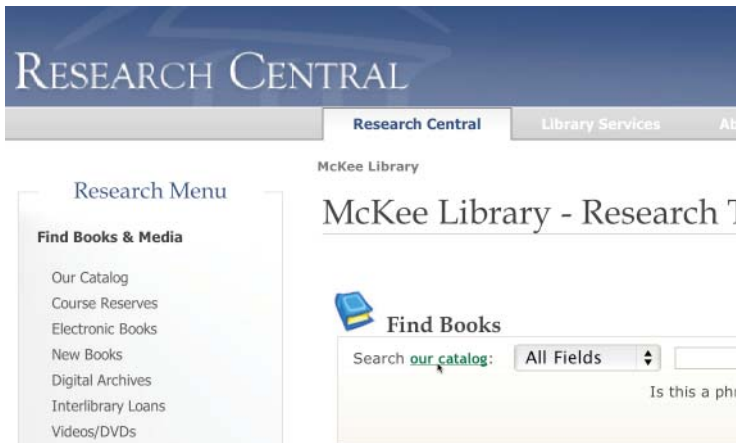 RESEARCH CENTRAL
Research Central Library Services
McKee Library
Research Menu
Find Books & Media
Our Catalog
Course Reserves
Electronic Books
New Books
Digital Archives
Interlibrary Loans
Videos/DVDs
McKee Library - Research
Find Books
Search our catalog: All Fields
Is this a